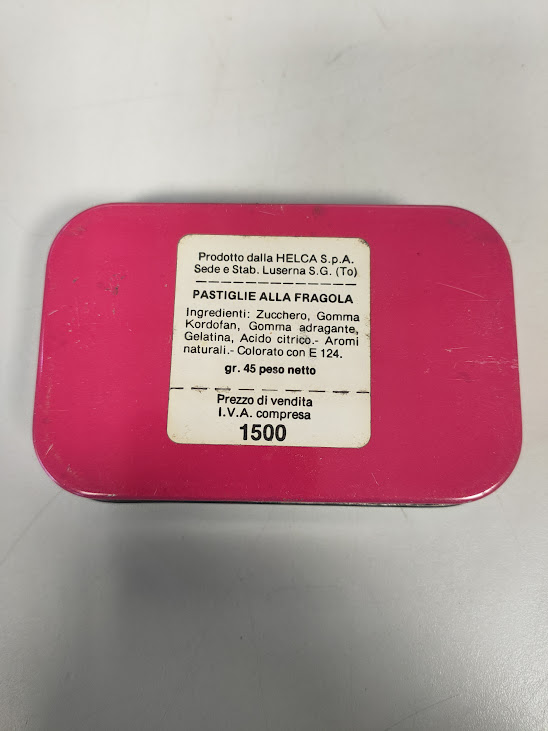 Prodotto dalla HELCA S.p.A.
Sede e Stab. Luserna S.G. (To)
PASTIGLIE ALLA FRAGOLA
Ingredienti: Zucchero, Gomma
Kordofan, Gomma adragante,
Gelatina, Acido citrico.- Aromi
naturali.- Colorato con E 124.
gr. 45 peso netto
Prezzo di vendita
I.V.A. compresa
1500